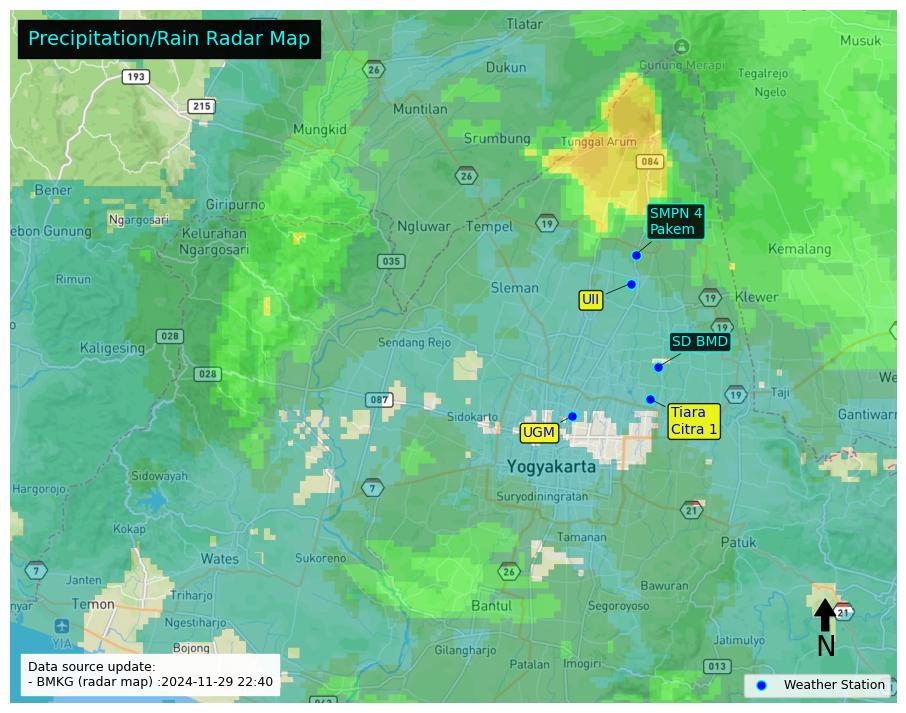 Precipitation/Rain Radar Map
Tlatar
Musuk
193
26
Dukun
Gunung Merapi
Tegalrejo
Ngelo
215
Muntilan
Mungkid
Srumbung
Tunggal Arum
084
26
Bener
Giripurno
SMPN 4
Pakem
Ngargosari
Ngluwar
Tempel
19
ebon Gunung
Kelurahan
Ngargosari
Kemalang
035
Rimun
Sleman
UII
19
Klewer
19
028
Sendang Rejo
SD BMD
Kaligesing
028
We
087
19
Taji
Sidokarto
Tiara
Citra 1
Gantiwarn
UGM
Yogyakarta
Sidowayah
7
Suryodiningratan
Hargorojo
21
Kokap
Tamanan
Patuk
Wates
Sukoreno
7
26
Janten
Bawuran
nyar
Temon
Triharjo
Bantul
Segoroyoso
21
Ngestiharjo
YIA
Bojong
Gilangharjo
Jatimulyo
N
Patalan
Imogiri
013
Data source update:
- BMKG (radar map) :2024-11-29 22:40
Weather Station